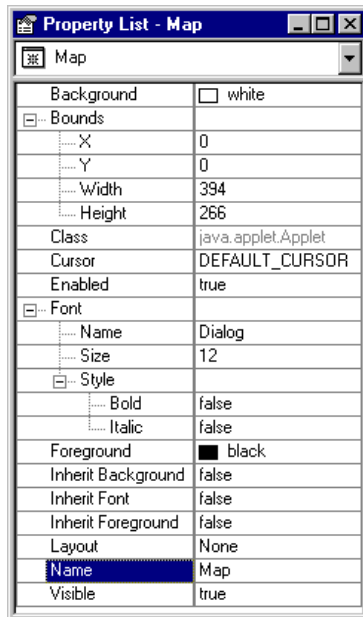 Property List - Map
Map
Background white
Bounds
X 0
Y 0
Width 394
Height 266
Class java.applet.Applet
Cursor DEFAULT_CURSOR
Enabled true
Font
Name Dialog
Size 12
Style
Bold false
Italic false
Foreground black
Inherit Background false
Inherit Font false
Inherit Foreground false
Layout None
Name Map
Visible true